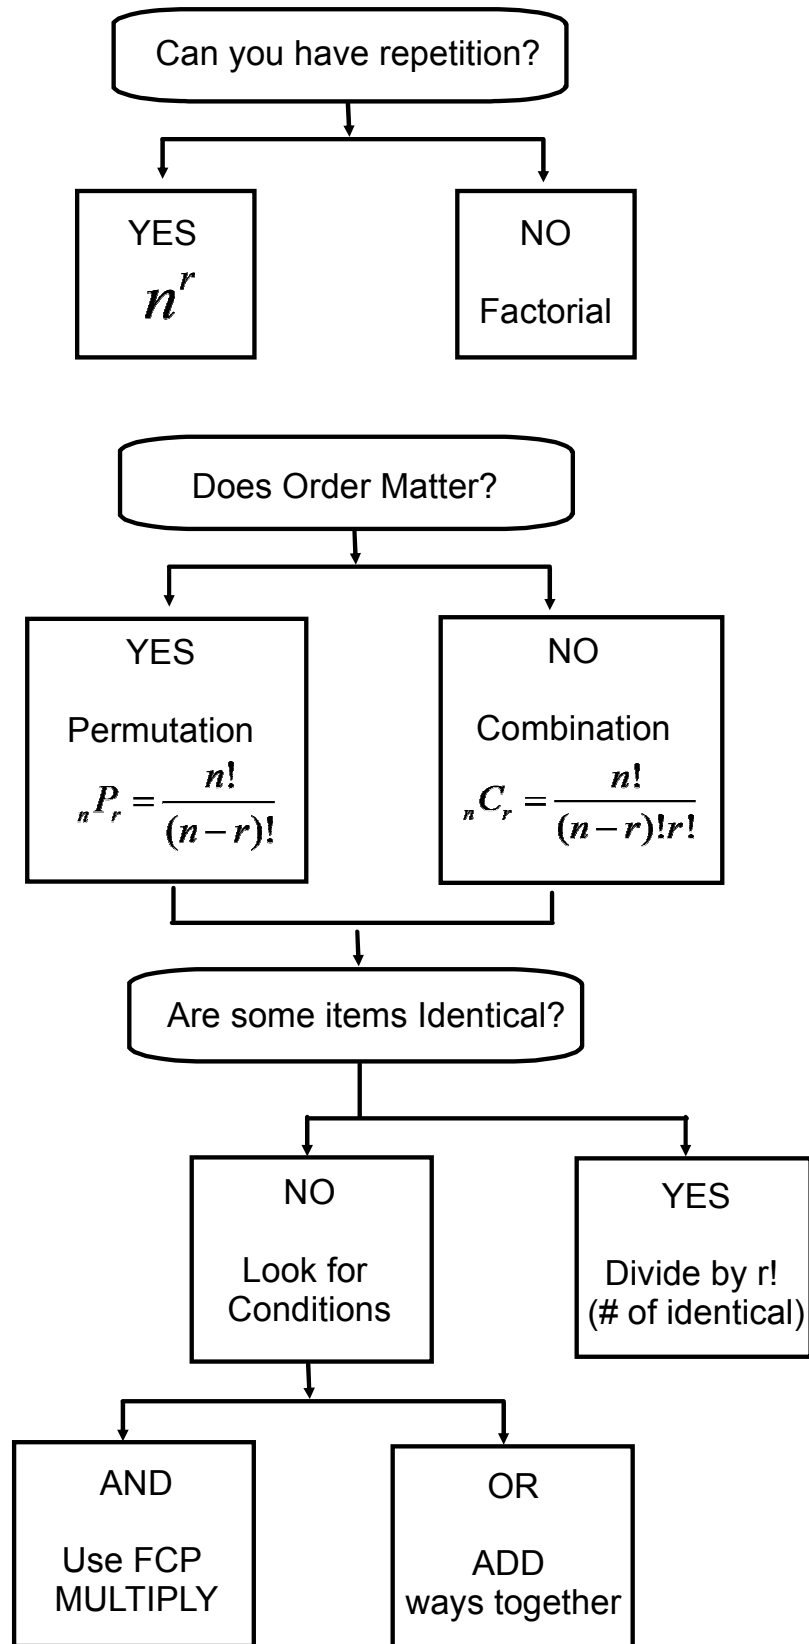 Can you have repetition?
YES
n^r
NO
Factorial
Does Order Matter?
YES
Permutation
nPr = n! / (n − r)!
NO
Combination
nCr = n! / (n − r)!r!
Are some items Identical?
NO
Look for
Conditions
YES
Divide by r!
(# of identical)
AND
Use FCP
MULTIPLY
OR
ADD
ways together